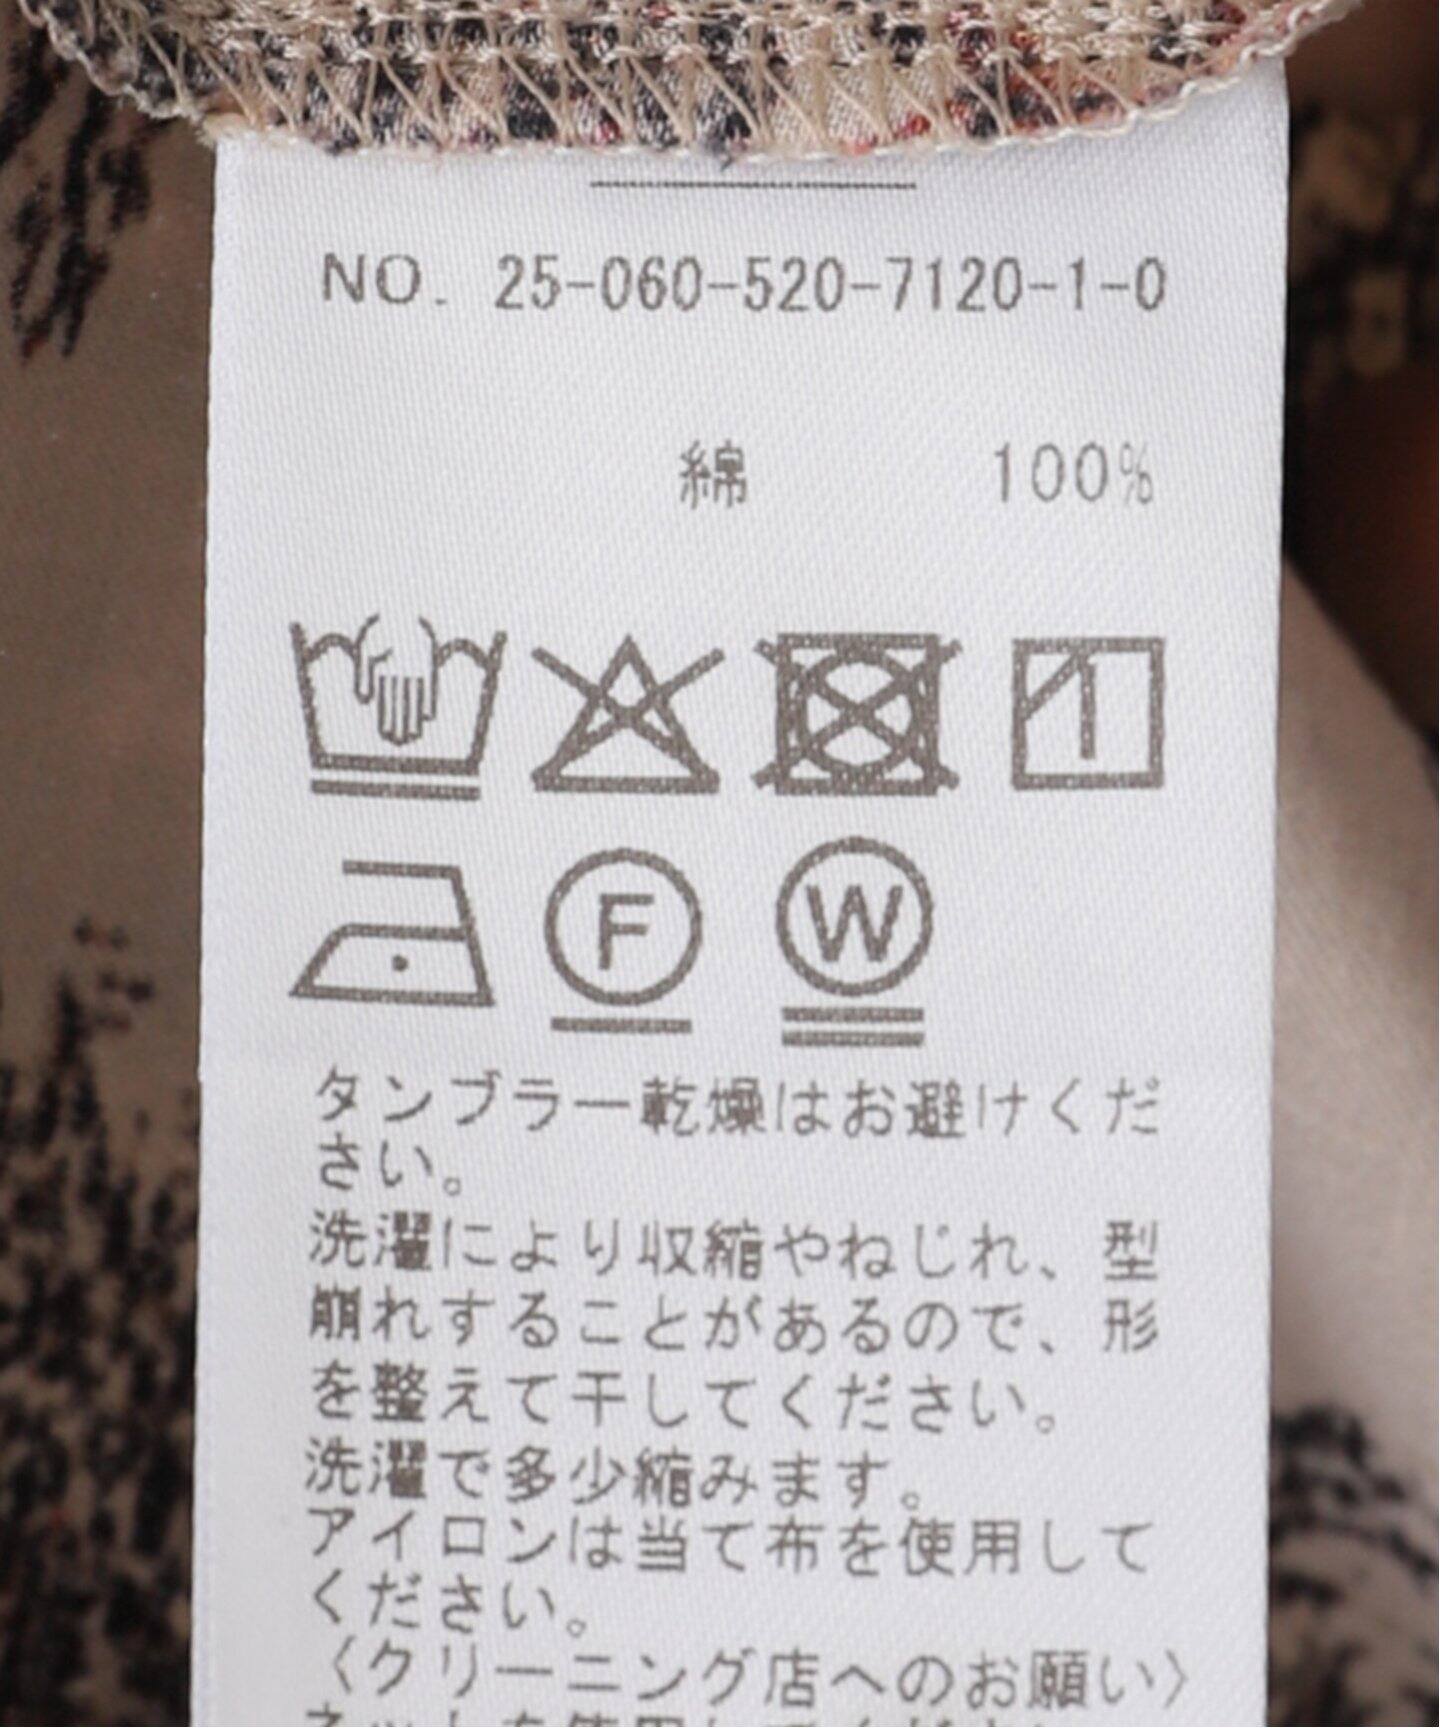 NO. 25-060-520-7120-1-0
綿 100%
F W
タンブラー乾燥はお避けくだ
さい。
洗濯により収縮やねじれ、型
崩れすることがあるので、形
を整えて干してください。
洗濯で多少縮みます。
アイロンは当て布を使用して
ください。
〈クリーニング店へのお願い〉